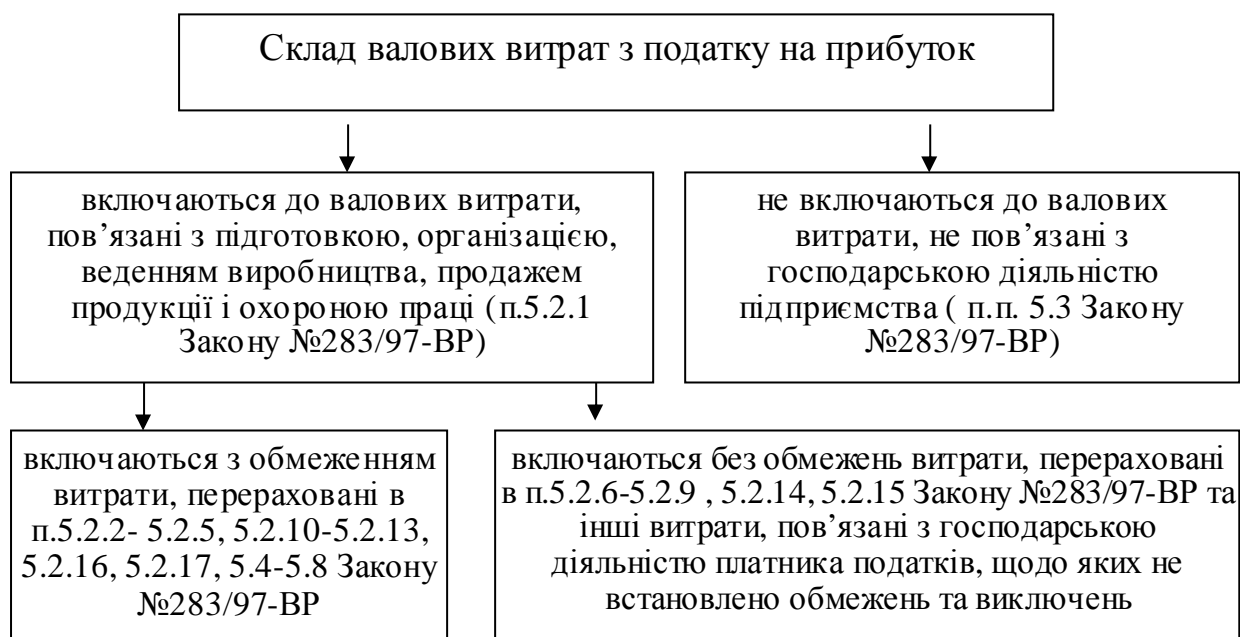 Склад валових витрат з податку на прибуток
включаються до валових витрати,
пов’язані з підготовкою, організацією,
веденням виробництва, продажем
продукції і охороною праці (п.5.2.1
Закону №283/97-ВР)
не включаються до валових
витрати, не пов’язані з
господарською діяльністю
підприємства ( п.п. 5.3 Закону
№283/97-ВР)
включаються з обмеженням
витрати, перераховані в
п.5.2.2- 5.2.5, 5.2.10-5.2.13,
5.2.16, 5.2.17, 5.4-5.8 Закону
№283/97-ВР
включаються без обмежень витрати, перераховані
в п.5.2.6-5.2.9 , 5.2.14, 5.2.15 Закону №283/97-ВР та
інші витрати, пов’язані з господарською
діяльністю платника податків, щодо яких не
встановлено обмежень та виключень